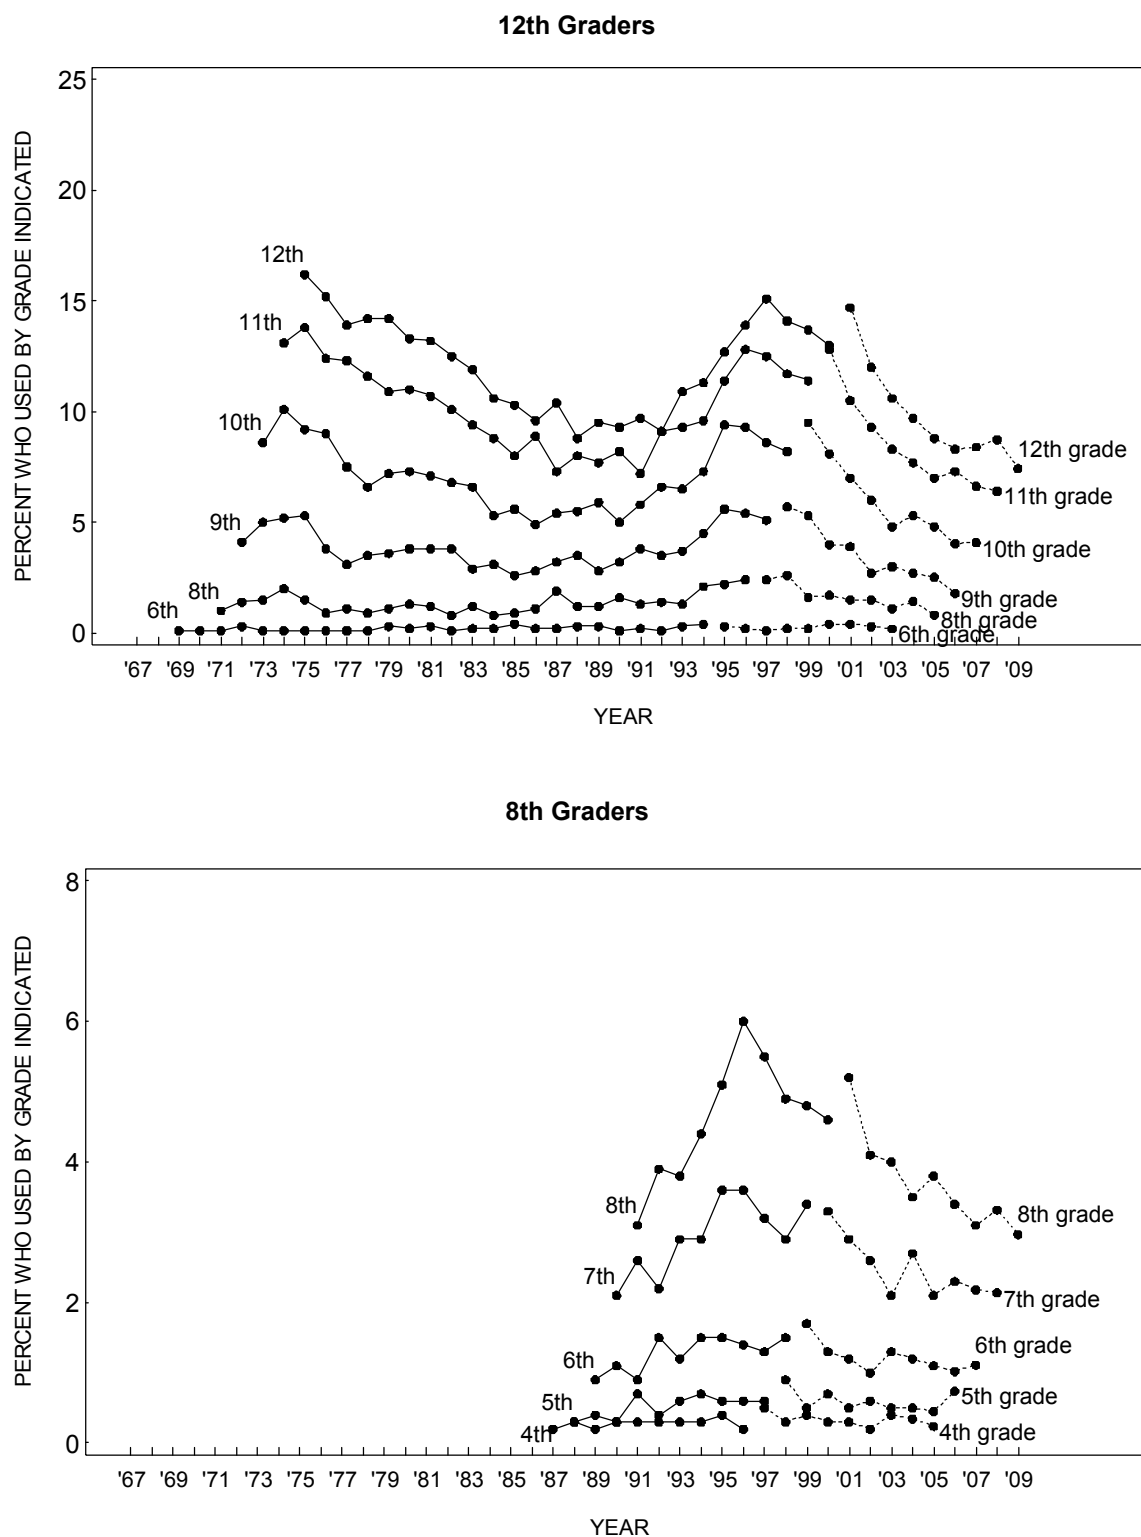 12th Graders
PERCENT WHO USED BY GRADE INDICATED
25
20
15
10
5
0
12th
11th
10th
9th
8th
6th
12th grade
11th grade
10th grade
9th grade
8th grade
6th grade
'67 '69 '71 '73 '75 '77 '79 '81 '83 '85 '87 '89 '91 '93 '95 '97 '99 '01 '03 '05 '07 '09
YEAR
8th Graders
PERCENT WHO USED BY GRADE INDICATED
8
6
4
2
0
8th
7th
6th
5th
4th
8th grade
7th grade
6th grade
5th grade
4th grade
'67 '69 '71 '73 '75 '77 '79 '81 '83 '85 '87 '89 '91 '93 '95 '97 '99 '01 '03 '05 '07 '09
YEAR